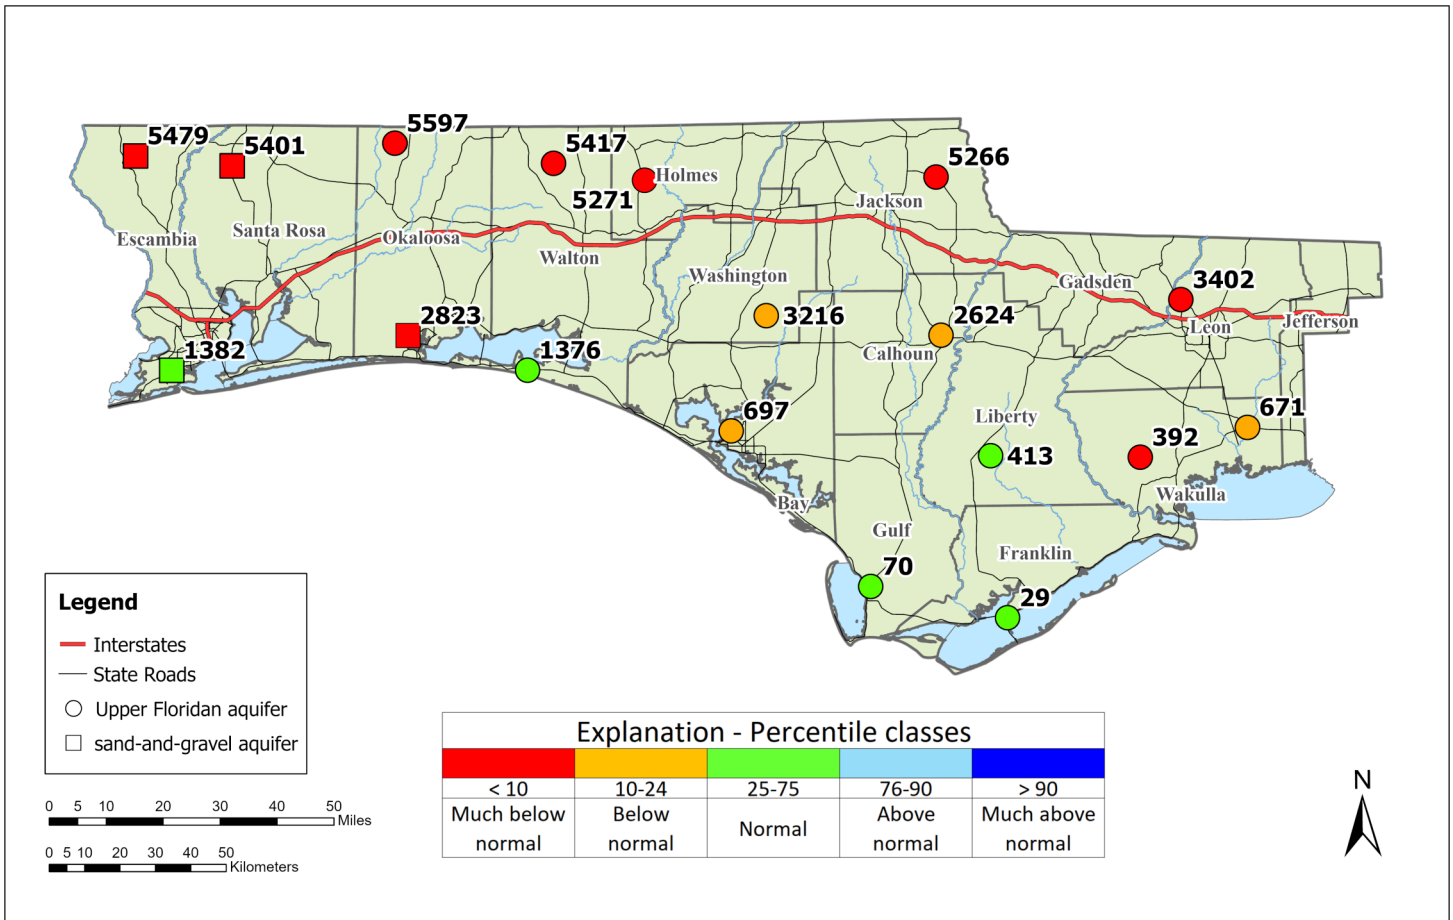 5479
5401
5597
5417
5271
Holmes
5266
Jackson
Escambia
Santa Rosa
Okaloosa
Walton
Washington
Gadsden
3402
Leon
Jefferson
2823
1382
1376
3216
2624
Calhoun
697
Liberty
413
392
671
Wakulla
Bay
Gulf
Franklin
70
29
Legend
Interstates
State Roads
Upper Floridan aquifer
sand-and-gravel aquifer
0 5 10 20 30 40 50
Miles
0 5 10 20 30 40 50
Kilometers
Explanation - Percentile classes
< 10 10-24 25-75 76-90 > 90
Much below normal
Below normal
Normal
Above normal
Much above normal
N